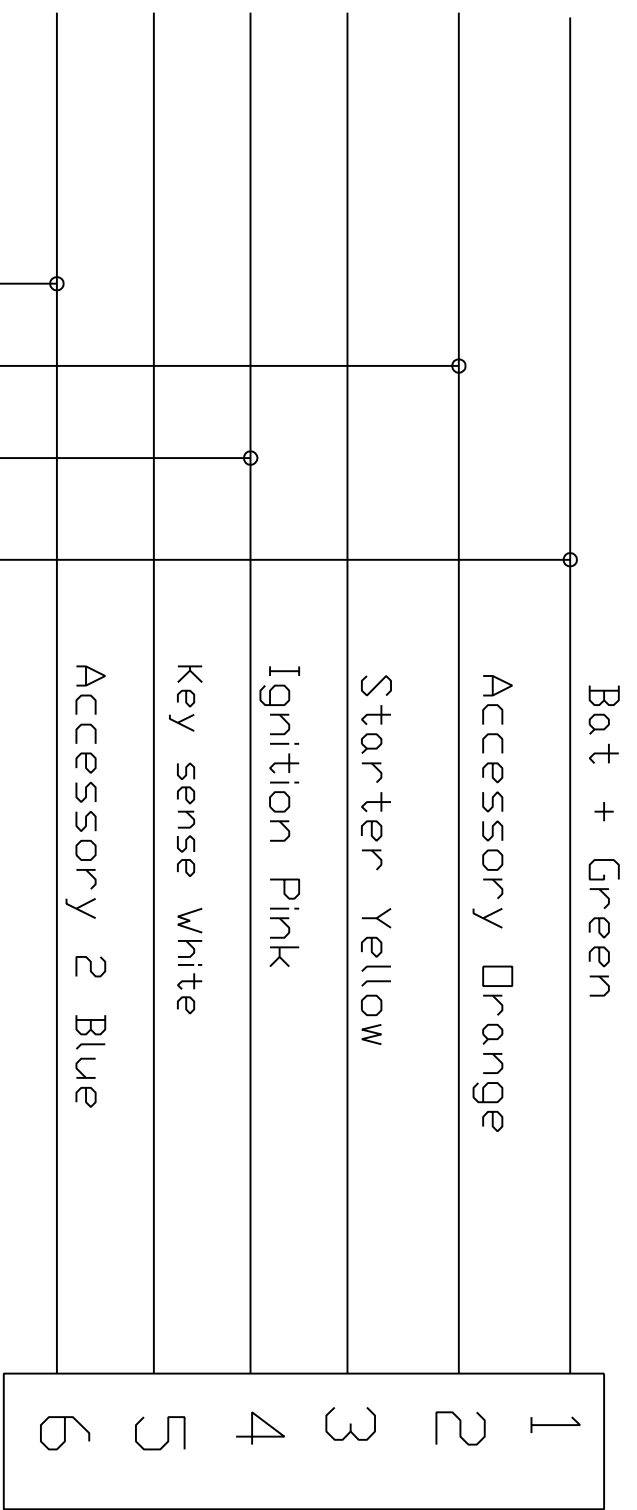 Bat + Green
Accessory Orange
Starter Yellow
Ignition Pink
Key sense White
Accessory 2 Blue
1
2
3
4
5
6